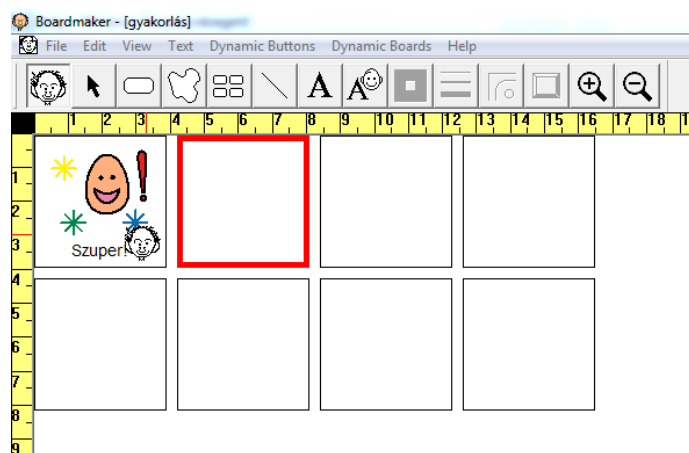 Boardmaker - [gyakorlás]
File Edit View Text Dynamic Buttons Dynamic Boards Help
A A
1 2 3 4 5 6 7 8 9 10 11 12 13 14 15 16 17 18 1
1
2
3
4
5
6
7
8
9
Szuper!